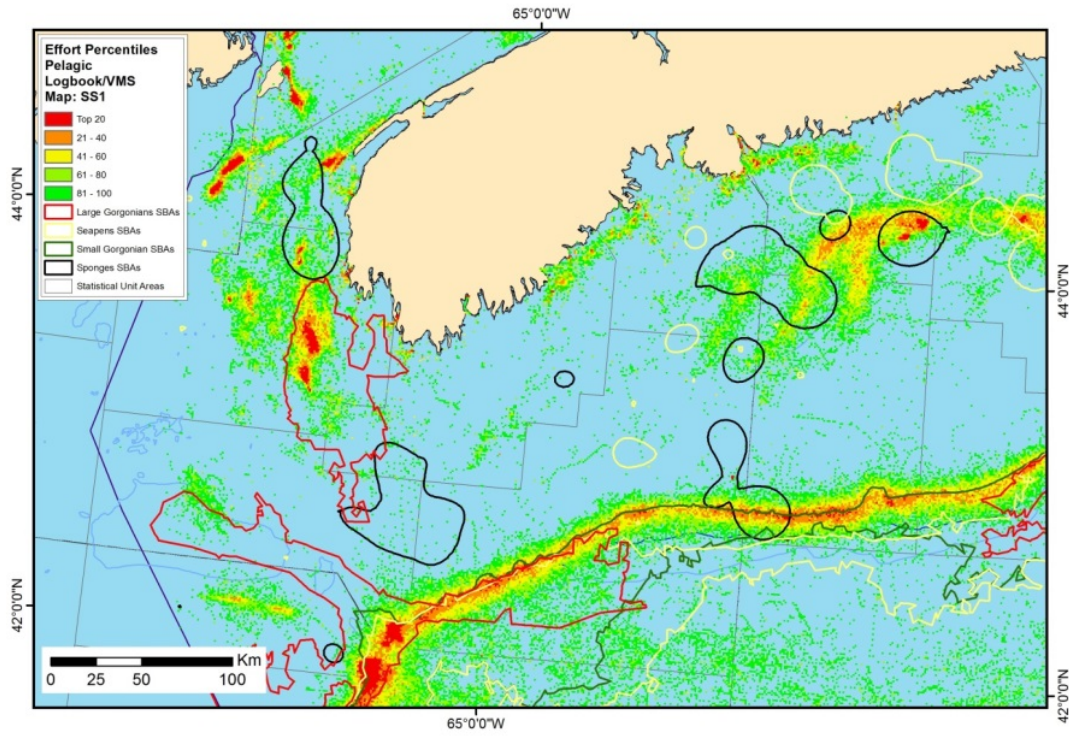 65°0'0"W
Effort Percentiles
Pelagic
Logbook/VMS
Map: SS1
Top 20
21 - 40
41 - 60
61 - 80
81 - 100
Large Gorgonians SBAs
Seapens SBAs
Small Gorgonian SBAs
Sponges SBAs
Statistical Unit Areas
44°0'0"N
44°0'0"N
42°0'0"N
42°0'0"N
Km
0 25 50 100
65°0'0"W